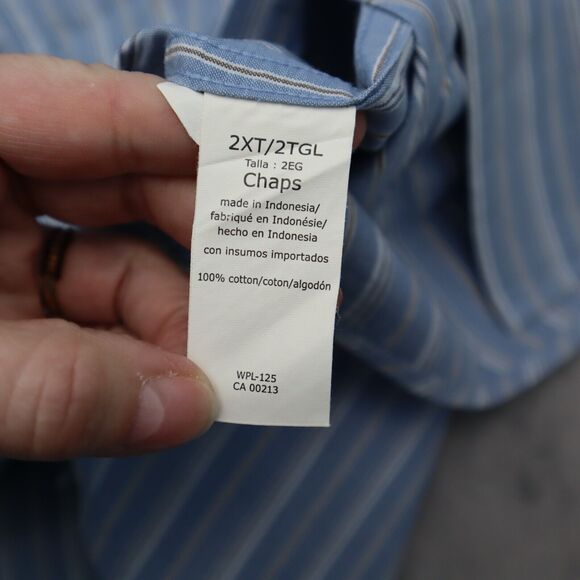 2XT/2TGL
Talla : 2EG
Chaps
made in Indonesia/
fabriqué en Indonésie/
hecho en Indonesia
con insumos importados
100% cotton/coton/algodón
WPL-125
CA 00213